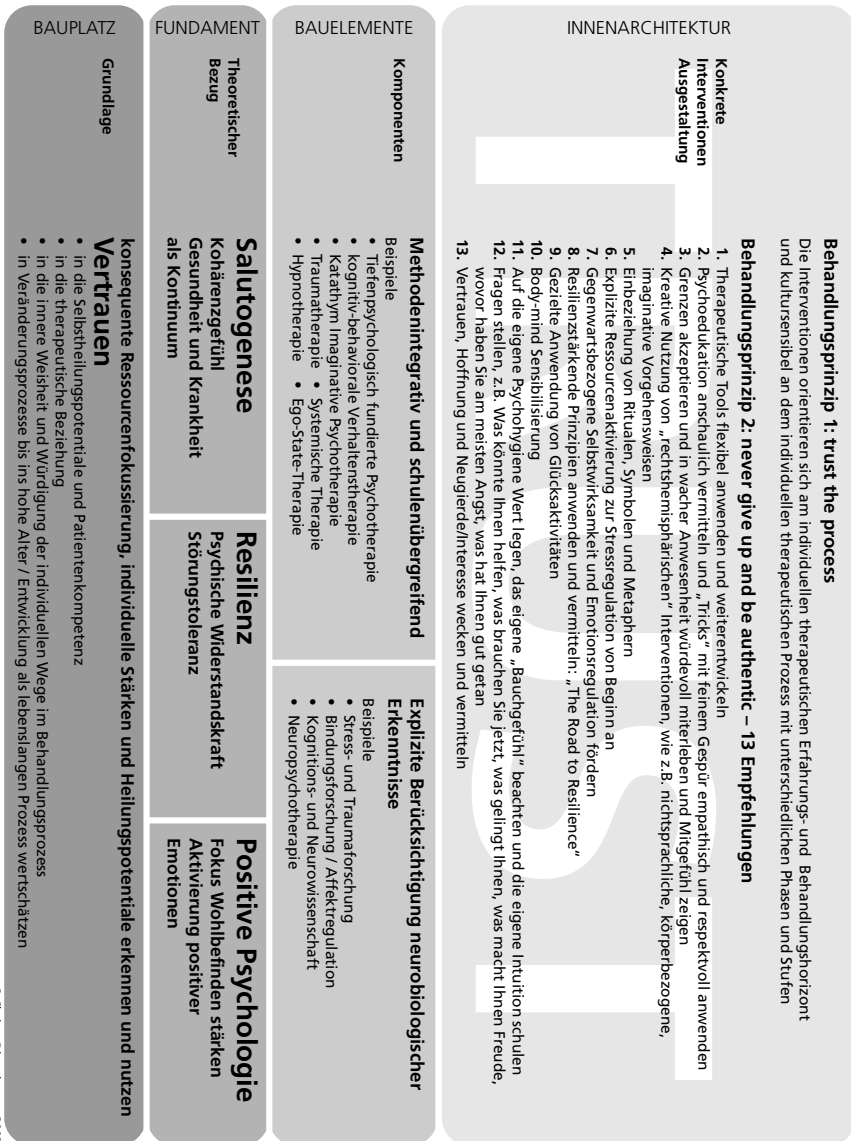 INNENARCHITEKTUR
Konkrete
Interventionen
Ausgestaltung
Behandlungsprinzip 1: trust the process
Die Interventionen orientieren sich am individuellen therapeutischen Erfahrungs- und Behandlungshorizont
und kultursensibel an dem individuellen therapeutischen Prozess mit unterschiedlichen Phasen und Stufen
Behandlungsprinzip 2: never give up and be authentic – 13 Empfehlungen
1. Therapeutische Tools flexibel anwenden und weiterentwickeln
2. Psychoedukation anschaulich vermitteln und „Tricks" mit feinem Gespür empathisch und respektvoll anwenden
3. Grenzen akzeptieren und in wacher Anwesenheit würdevoll miterleben und Mitgefühl zeigen
4. Kreative Nutzung von „rechtshemisphärischen" Interventionen, wie z.B. nichtsprachliche, körperbezogene,
imaginative Vorgehensweisen
5. Einbeziehung von Ritualen, Symbolen und Metaphern
6. Explizite Ressourcenaktivierung zur Stressregulation von Beginn an
7. Gegenwartsbezogene Selbstwirksamkeit und Emotionsregulation fördern
8. Resilienzstärkende Prinzipien anwenden und vermitteln: „The Road to Resilience"
9. Gezielte Anwendung von Glücksaktivitäten
10. Body-mind Sensibilisierung
11. Auf die eigene Psychohygiene Wert legen, das eigene „Bauchgefühl" beachten und die eigene Intuition schulen
12. Fragen stellen, z.B. Was könnte Ihnen helfen, was brauchen Sie jetzt, was gelingt Ihnen, was macht Ihnen Freude,
wovor haben Sie am meisten Angst, was hat Ihnen gut getan
13. Vertrauen, Hoffnung und Neugierde/Interesse wecken und vermitteln
BAUELEMENTE
Komponenten
Methodenintegrativ und schulenübergreifend
Beispiele
• Tiefenpsychologisch fundierte Psychotherapie
• kognitiv-behaviorale Verhaltenstherapie
• Katathym Imaginative Psychotherapie
• Traumatherapie • Systemische Therapie
• Hypnotherapie • Ego-State-Therapie
Explizite Berücksichtigung neurobiologischer
Erkenntnisse
Beispiele
• Stress- und Traumaforschung
• Bindungsforschung / Affektregulation
• Kognitions- und Neurowissenschaft
• Neuropsychotherapie
FUNDAMENT
Theoretischer
Bezug
Salutogenese
Kohärenzgefühl
Gesundheit und Krankheit
als Kontinuum
Resilienz
Psychische Widerstandskraft
Störungstoleranz
Positive Psychologie
Fokus Wohlbefinden stärken
Aktivierung positiver
Emotionen
BAUPLATZ
Grundlage
konsequente Ressourcenfokussierung, individuelle Stärken und Heilungspotentiale erkennen und nutzen
Vertrauen
• in die Selbstheilungspotentiale und Patientenkompetenz
• in die therapeutische Beziehung
• in die innere Weisheit und Würdigung der individuellen Wege im Behandlungsprozess
• in Veränderungsprozesse bis ins hohe Alter / Entwicklung als lebenslangen Prozess wertschätzen